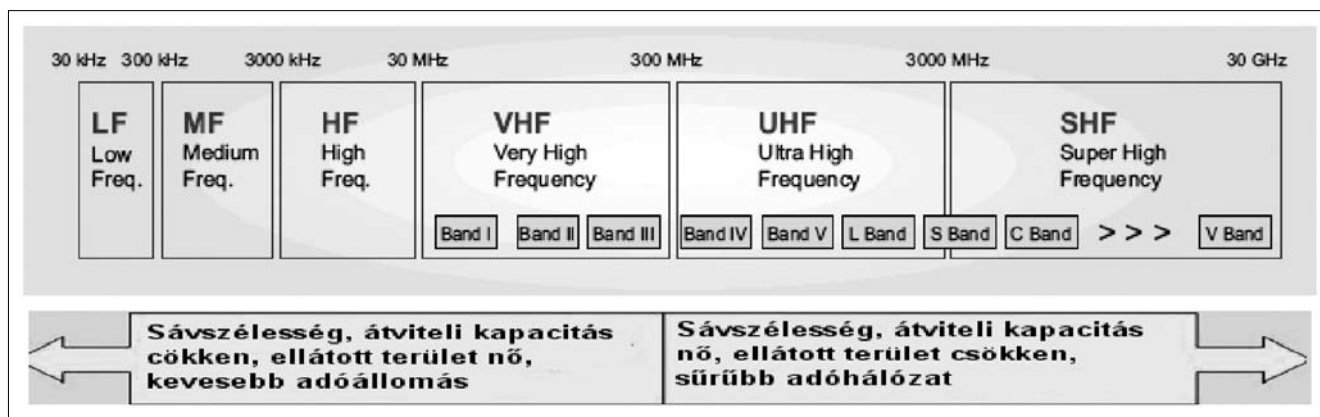 30 kHz 300 kHz 3000 kHz 30 MHz 300 MHz 3000 MHz 30 GHz
LF MF HF VHF UHF SHF
Low Medium High Very High Ultra High Super High
Freq. Freq. Freq. Frequency Frequency Frequency
Band I Band II Band III Band IV Band V L Band S Band C Band > > > V Band
Sávszélesség, átviteli kapacitás
cökken, ellátott terület nő,
kevesebb adóállomás
Sávszélesség, átviteli kapacitás
nő, ellátott terület csökken,
sűrűbb adóhálózat